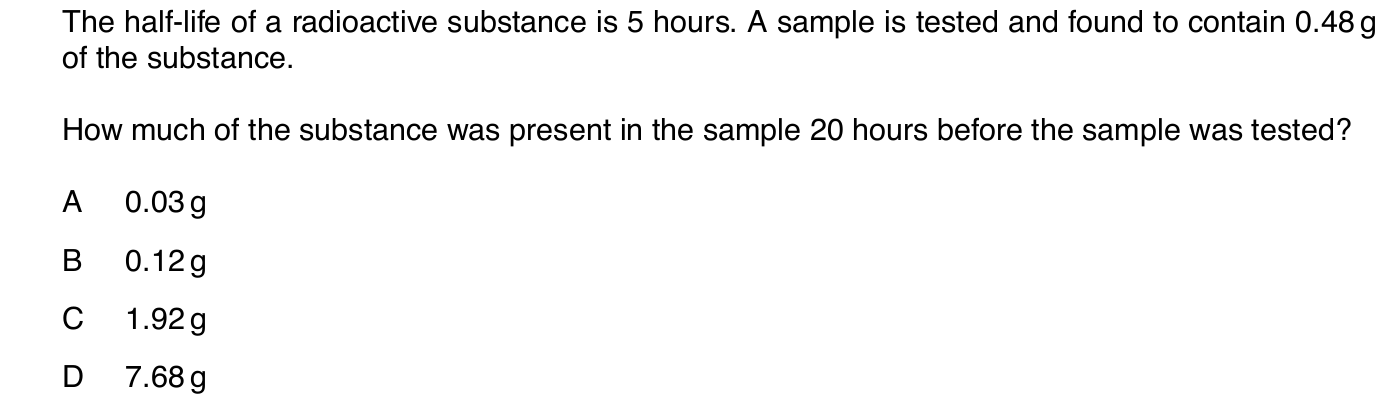 The half-life of a radioactive substance is 5 hours. A sample is tested and found to contain 0.48 g
of the substance.
How much of the substance was present in the sample 20 hours before the sample was tested?
A 0.03 g
B 0.12 g
C 1.92 g
D 7.68 g